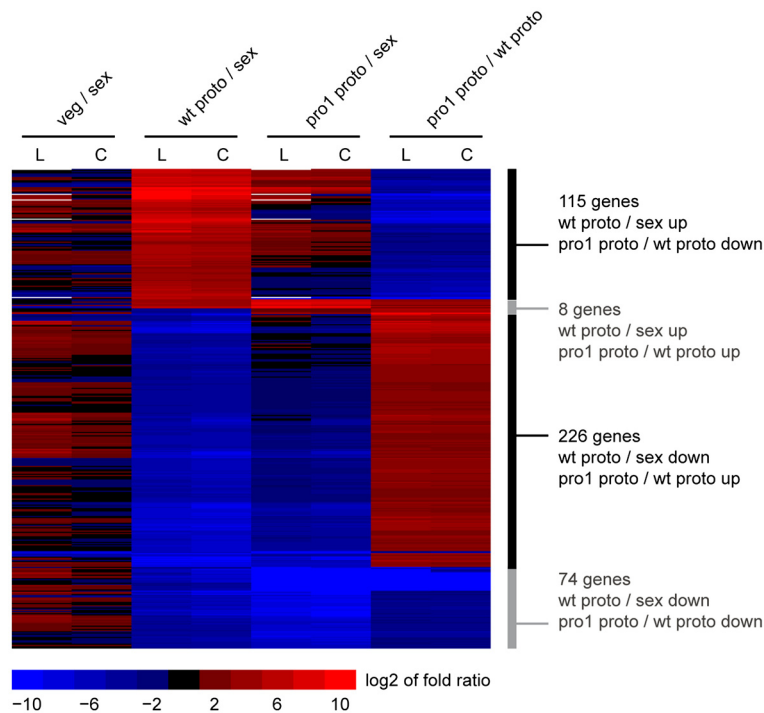 veg / sex
wt proto / sex
pro1 proto / sex
pro1 proto / wt proto
L C L C L C L C
115 genes
wt proto / sex up
pro1 proto / wt proto down
8 genes
wt proto / sex up
pro1 proto / wt proto up
226 genes
wt proto / sex down
pro1 proto / wt proto up
74 genes
wt proto / sex down
pro1 proto / wt proto down
log2 of fold ratio
−10 −6 −2 2 6 10